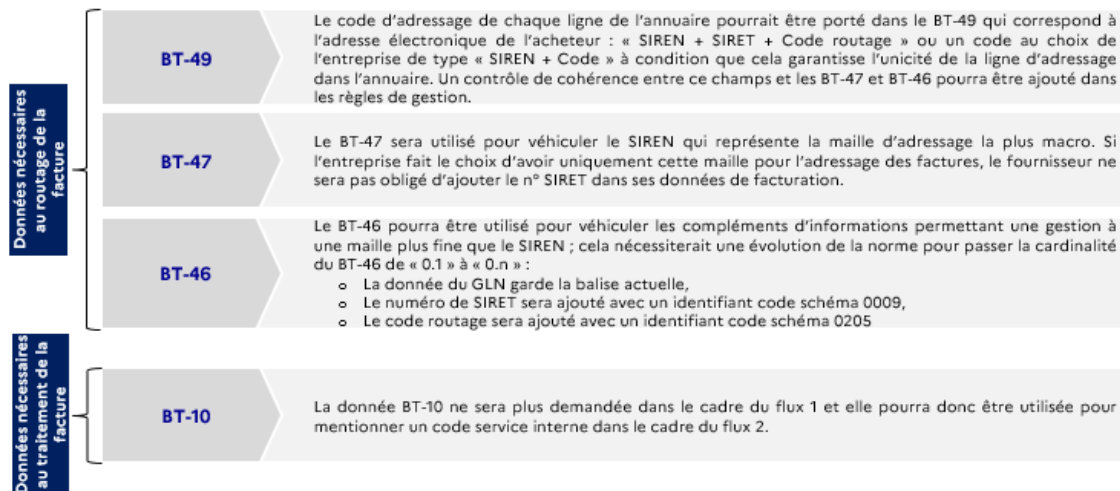 Données nécessaires
au routage de la
facture
BT-49
Le code d'adressage de chaque ligne de l'annuaire pourrait être porté dans le BT-49 qui correspond à
l'adresse électronique de l'acheteur : « SIREN + SIRET + Code routage » ou un code au choix de
l'entreprise de type « SIREN + Code » à condition que cela garantisse l'unicité de la ligne d'adressage
dans l'annuaire. Un contrôle de cohérence entre ce champs et les BT-47 et BT-46 pourra être ajouté dans
les règles de gestion.
BT-47
Le BT-47 sera utilisé pour véhiculer le SIREN qui représente la maille d'adressage la plus macro. Si
l'entreprise fait le choix d'avoir uniquement cette maille pour l'adressage des factures, le fournisseur ne
sera pas obligé d'ajouter le n° SIRET dans ses données de facturation.
BT-46
Le BT-46 pourra être utilisé pour véhiculer les compléments d'informations permettant une gestion à
une maille plus fine que le SIREN ; cela nécessiterait une évolution de la norme pour passer la cardinalité
du BT-46 de « 0.1 » à « 0.n » :
o La donnée du GLN garde la balise actuelle,
o Le numéro de SIRET sera ajouté avec un identifiant code schéma 0009,
o Le code routage sera ajouté avec un identifiant code schéma 0205
Données nécessaires
au traitement de la
facture
BT-10
La donnée BT-10 ne sera plus demandée dans le cadre du flux 1 et elle pourra donc être utilisée pour
mentionner un code service interne dans le cadre du flux 2.